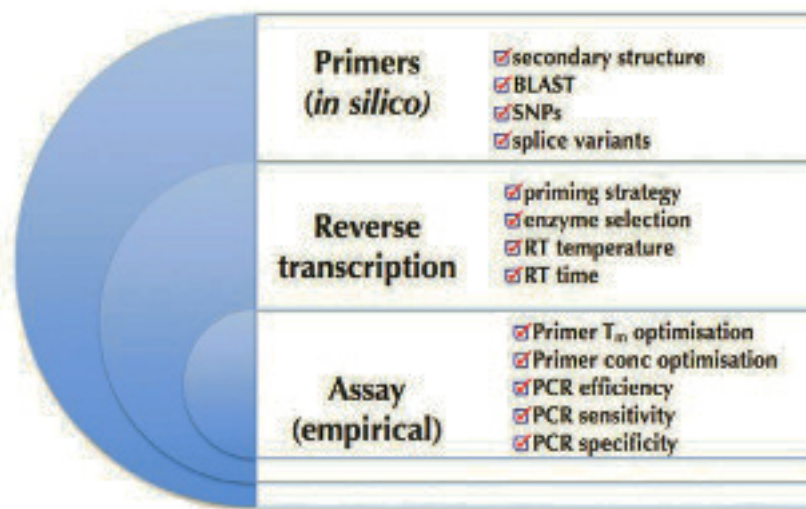 Primers
(in silico)
secondary structure
BLAST
SNPs
splice variants
Reverse
transcription
priming strategy
enzyme selection
RT temperature
RT time
Assay
(empirical)
Primer Tm optimisation
Primer conc optimisation
PCR efficiency
PCR sensitivity
PCR specificity